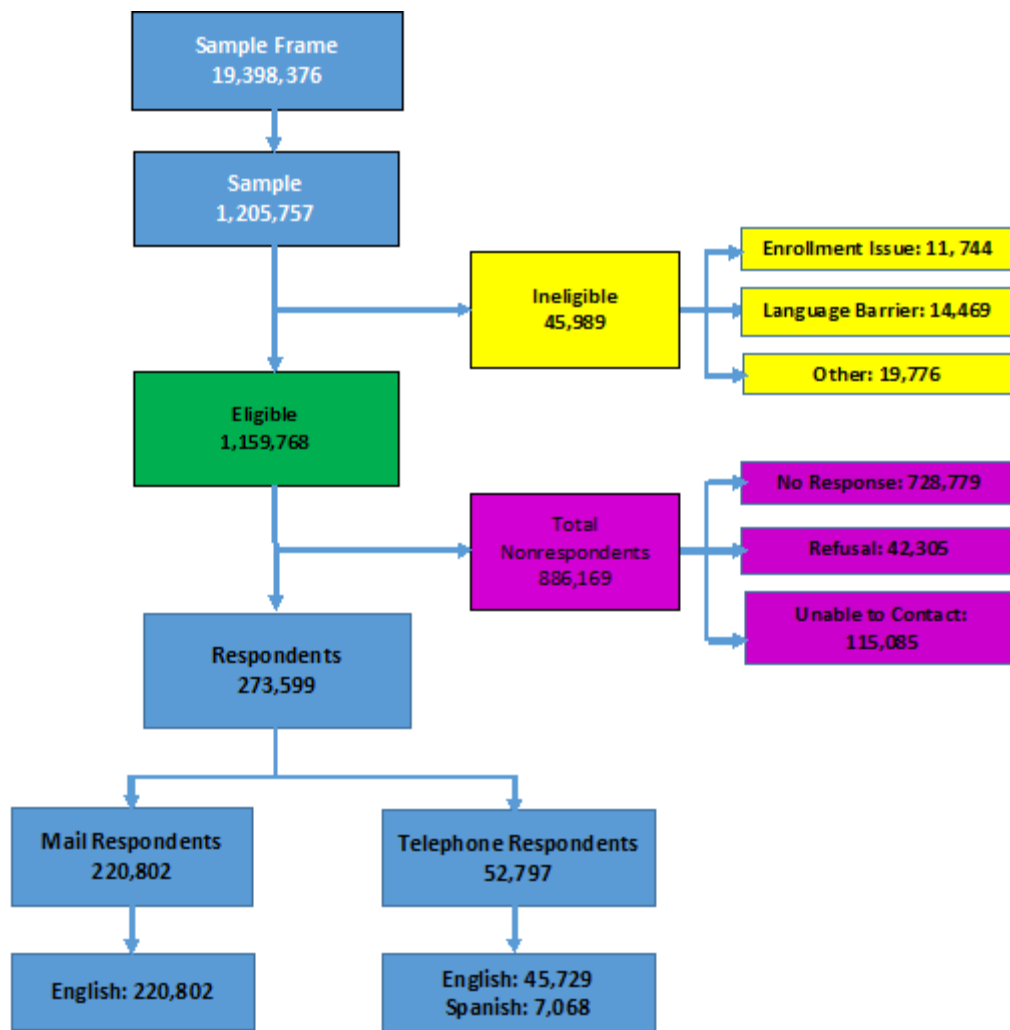 Sample Frame
19,398,376
Sample
1,205,757
Ineligible
45,989
Enrollment Issue: 11, 744
Language Barrier: 14,469
Other: 19,776
Eligible
1,159,768
Total
Nonrespondents
886,169
No Response: 728,779
Refusal: 42,305
Unable to Contact:
115,085
Respondents
273,599
Mail Respondents
220,802
Telephone Respondents
52,797
English: 220,802
English: 45,729
Spanish: 7,068